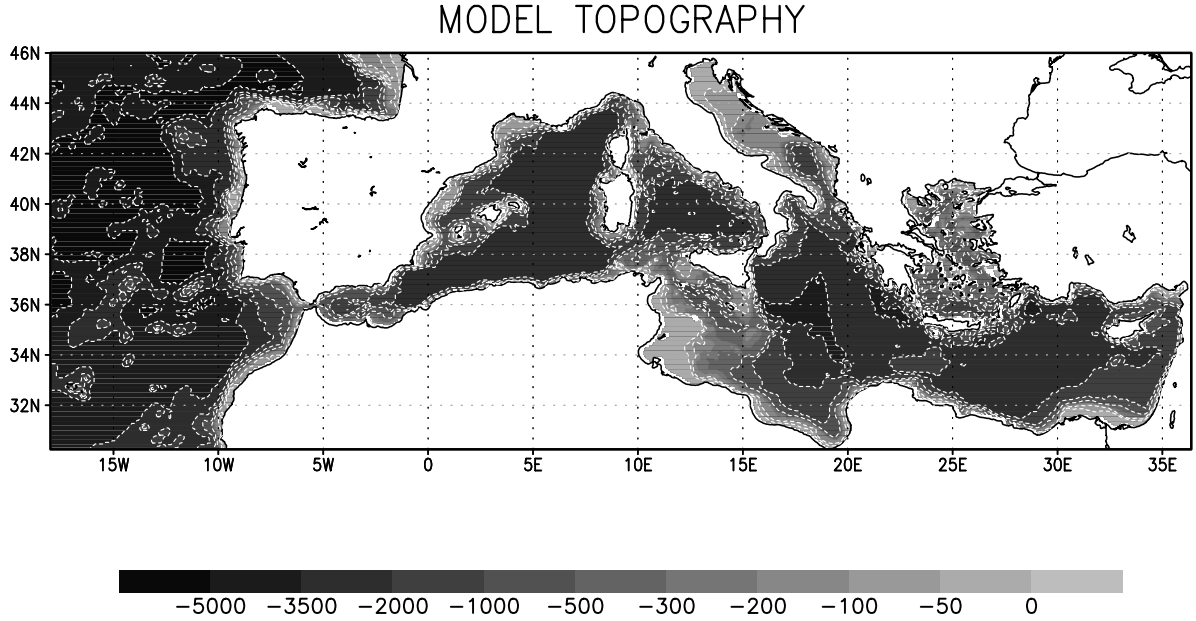 MODEL TOPOGRAPHY
46N
44N
42N
40N
38N
36N
34N
32N
15W 10W 5W 0 5E 10E 15E 20E 25E 30E 35E
−5000 −3500 −2000 −1000 −500 −300 −200 −100 −50 0